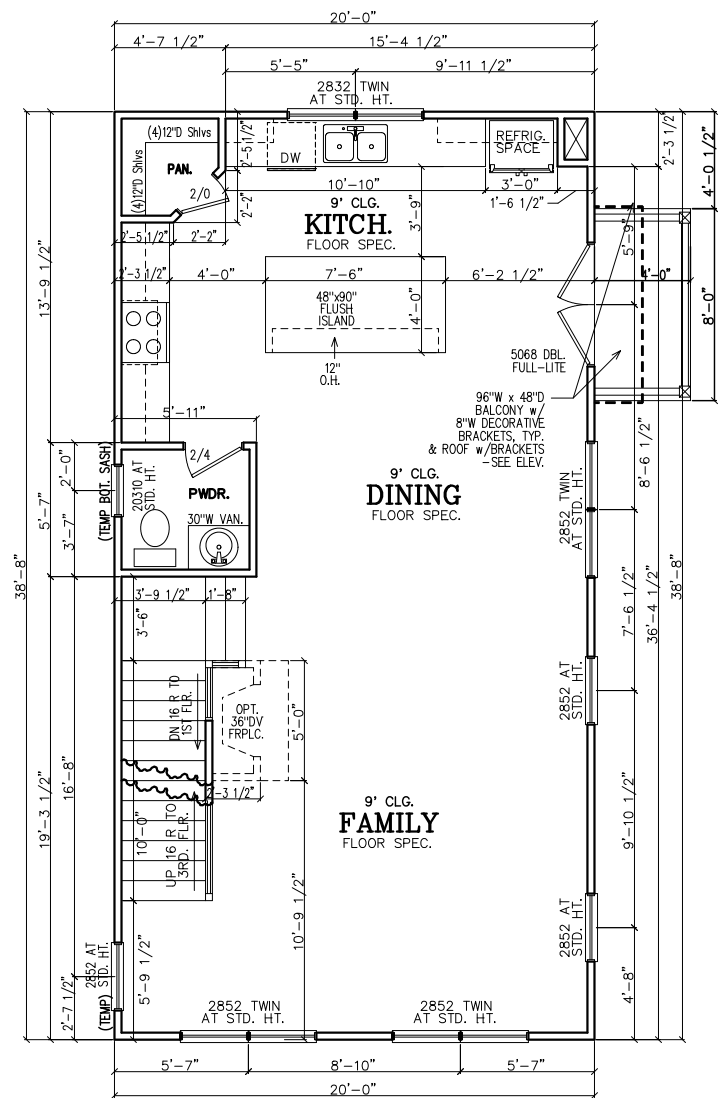 20'-0"
4'-7 1/2"
15'-4 1/2"
5'-5"
9'-11 1/2"
2832 TWIN
AT STD. HT.
(4)12"D Shlvs
(4)12"D Shlvs
PAN.
2/0
2'-5 1/2"
2'-2"
DW
REFRIG.
SPACE
10'-10"
3'-0"
1'-6 1/2"
2'-3 1/2"
4'-0 1/2"
9' CLG.
KITCH.
FLOOR SPEC.
3'-9"
5'-9"
2'-5 1/2"
2'-2"
2'-3 1/2"
4'-0"
7'-6"
6'-2 1/2"
4'-0"
8'-0"
13'-9 1/2"
48"x90"
FLUSH
ISLAND
4'-0"
12"
O.H.
5068 DBL.
FULL-LITE
96"W x 48"D
BALCONY w/
8"W DECORATIVE
BRACKETS, TYP.
& ROOF w/BRACKETS
-SEE ELEV.
5'-11"
8'-6 1/2"
2/4
2'-0"
(TEMP BOT. SASH)
20310 AT
STD. HT.
PWDR.
30"W VAN.
5'-7"
3'-7"
9' CLG.
DINING
FLOOR SPEC.
2852 TWIN
AT STD. HT.
38'-8"
3'-9 1/2"
1'-8"
3'-6"
7'-6 1/2"
36'-4 1/2"
38'-8"
DN 16 R TO
1ST FLR.
OPT.
36"DV
FRPLC.
5'-0"
2852 AT
STD. HT.
16'-8"
19'-3 1/2"
2'-3 1/2"
10'-0"
UP 16 R TO
3RD. FLR.
9' CLG.
FAMILY
FLOOR SPEC.
9'-10 1/2"
10'-9 1/2"
2852 AT
STD. HT.
2852 AT
(TEMP) STD. HT.
5'-9 1/2"
2'-7 1/2"
4'-8"
2852 TWIN
AT STD. HT.
2852 TWIN
AT STD. HT.
5'-7"
8'-10"
5'-7"
20'-0"